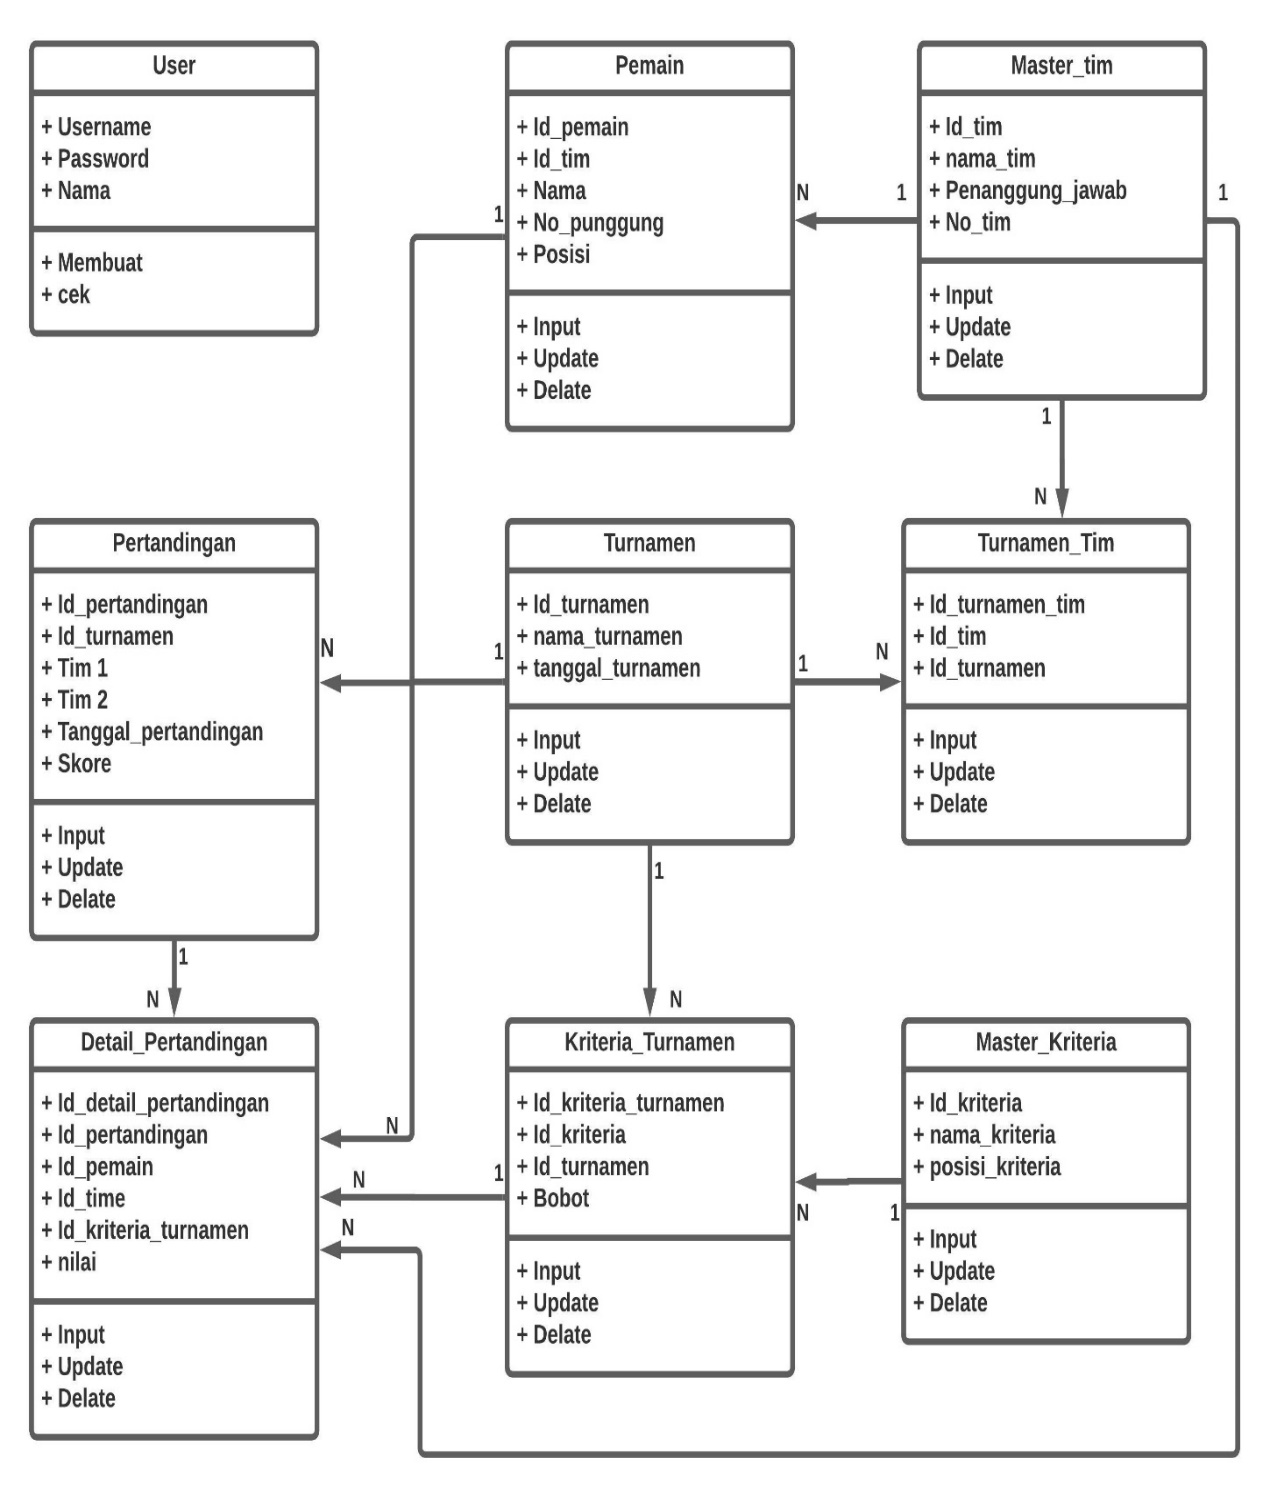 User
+ Username
+ Password
+ Nama
+ Membuat
+ cek
Pemain
+ Id_pemain
+ Id_tim
+ Nama
+ No_punggung
+ Posisi
+ Input
+ Update
+ Delate
Master_tim
+ Id_tim
+ nama_tim
+ Penanggung_jawab
+ No_tim
+ Input
+ Update
+ Delate
1
N
1
1
1
N
Pertandingan
+ Id_pertandingan
+ Id_turnamen
+ Tim 1
+ Tim 2
+ Tanggal_pertandingan
+ Skore
+ Input
+ Update
+ Delate
N
1
Turnamen
+ Id_turnamen
+ nama_turnamen
+ tanggal_turnamen
+ Input
+ Update
+ Delate
1
N
Turnamen_Tim
+ Id_turnamen_tim
+ Id_tim
+ Id_turnamen
+ Input
+ Update
+ Delate
1
N
1
N
Detail_Pertandingan
+ Id_detail_pertandingan
+ Id_pertandingan
+ Id_pemain
+ Id_time
+ Id_kriteria_turnamen
+ nilai
+ Input
+ Update
+ Delate
N
N
1
N
Kriteria_Turnamen
+ Id_kriteria_turnamen
+ Id_kriteria
+ Id_turnamen
+ Bobot
+ Input
+ Update
+ Delate
N
1
Master_Kriteria
+ Id_kriteria
+ nama_kriteria
+ posisi_kriteria
+ Input
+ Update
+ Delate